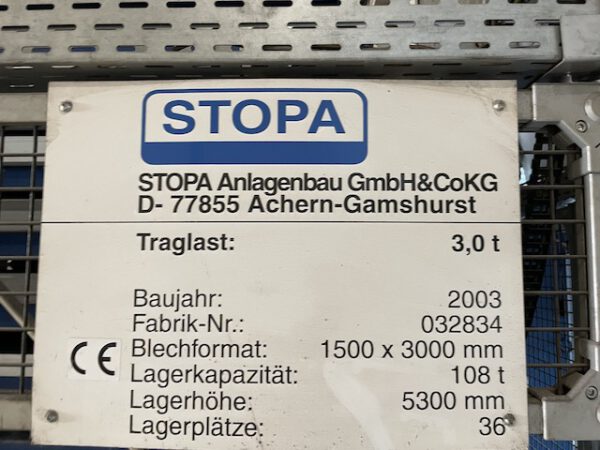 STOPA
STOPA Anlagenbau GmbH&CoKG
D- 77855 Achern-Gamshurst
Traglast: 3,0 t
Baujahr: 2003
Fabrik-Nr.: 032834
CE
Blechformat: 1500 x 3000 mm
Lagerkapazität: 108 t
Lagerhöhe: 5300 mm
Lagerplätze: 36